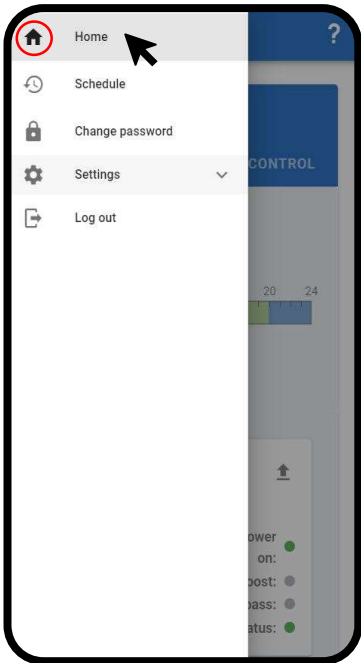 Home
?
Schedule
Change password
CONTROL
Settings
Log out
20 24
ower
on:
oost:
pass:
atus: